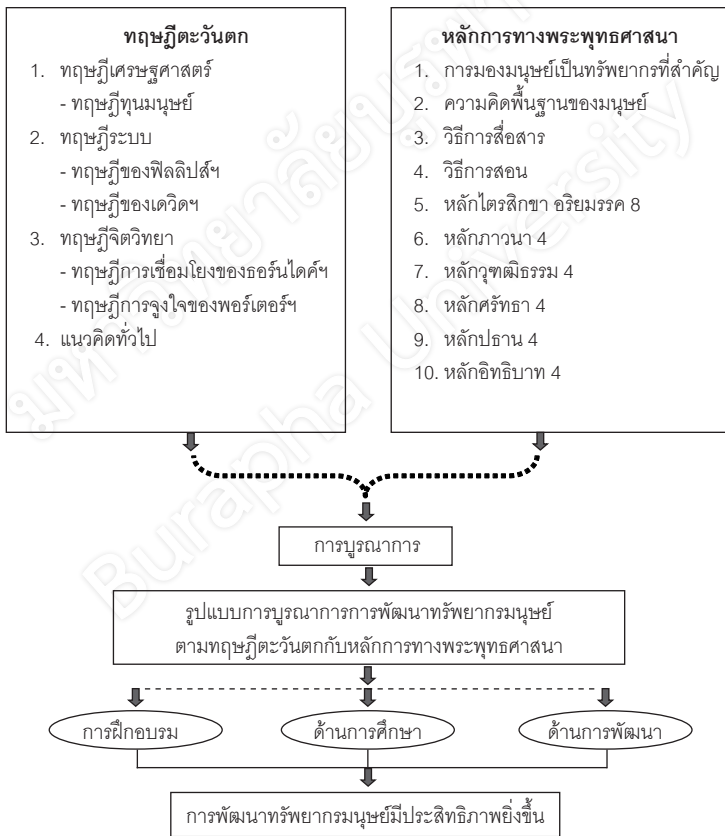 ทฤษฎีตะวันตก
1. ทฤษฎีเศรษฐศาสตร์
- ทฤษฎีทุนมนุษย์
2. ทฤษฎีระบบ
- ทฤษฎีของฟิลลิปส์ฯ
- ทฤษฎีของเดวิดฯ
3. ทฤษฎีจิตวิทยา
- ทฤษฎีการเชื่อมโยงของธอร์นไดค์ฯ
- ทฤษฎีการจูงใจของพอร์เตอร์ฯ
4. แนวคิดทั่วไป
หลักการทางพระพุทธศาสนา
1. การมองมนุษย์เป็นทรัพยากรที่สำคัญ
2. ความคิดพื้นฐานของมนุษย์
3. วิธีการสื่อสาร
4. วิธีการสอน
5. หลักไตรสิกขา อริยมรรค 8
6. หลักภาวนา 4
7. หลักวุฑฒิธรรม 4
8. หลักศรัทธา 4
9. หลักปธาน 4
10. หลักอิทธิบาท 4
การบูรณาการ
รูปแบบการบูรณาการการพัฒนาทรัพยากรมนุษย์
ตามทฤษฎีตะวันตกกับหลักการทางพระพุทธศาสนา
การฝึกอบรม
ด้านการศึกษา
ด้านการพัฒนา
การพัฒนาทรัพยากรมนุษย์มีประสิทธิภาพยิ่งขึ้น
มหาวิทยาลัยบูรพา
Burapha University